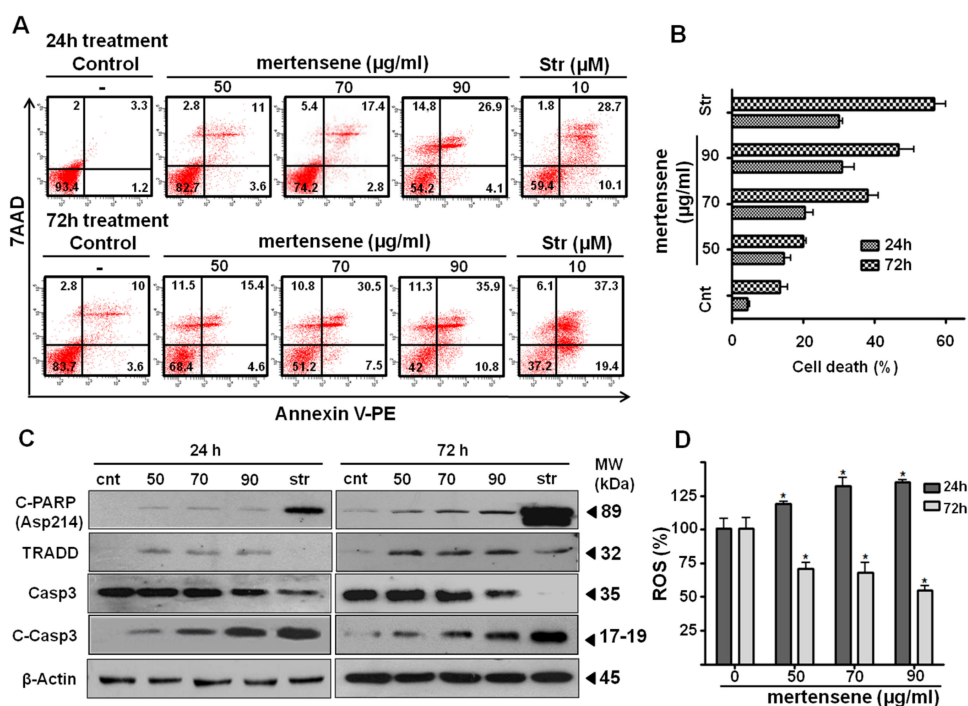 A
24h treatment
Control
mertensene (µg/ml)
Str (µM)
-
50
70
90
10
2
3.3
93.4
1.2
2.8
11
82.7
3.6
5.4
17.4
74.2
2.8
14.8
26.9
54.2
4.1
1.8
28.7
59.4
10.1
72h treatment
Control
mertensene (µg/ml)
Str (µM)
-
50
70
90
10
2.8
10
83.7
3.6
11.5
15.4
68.4
4.6
10.8
30.5
51.2
7.5
11.3
35.9
42
10.8
6.1
37.3
37.2
19.4
7AAD
Annexin V-PE
B
Str
90
70
50
Cnt
mertensene
(µg/ml)
24h
72h
0
20
40
60
Cell death (%)
C
24 h
72 h
cnt
50
70
90
str
cnt
50
70
90
str
MW
(kDa)
C-PARP
(Asp214)
89
TRADD
32
Casp3
35
C-Casp3
17-19
β-Actin
45
D
24h
72h
ROS (%)
125
100
75
50
25
*
*
*
*
*
*
0
50
70
90
mertensene (µg/ml)